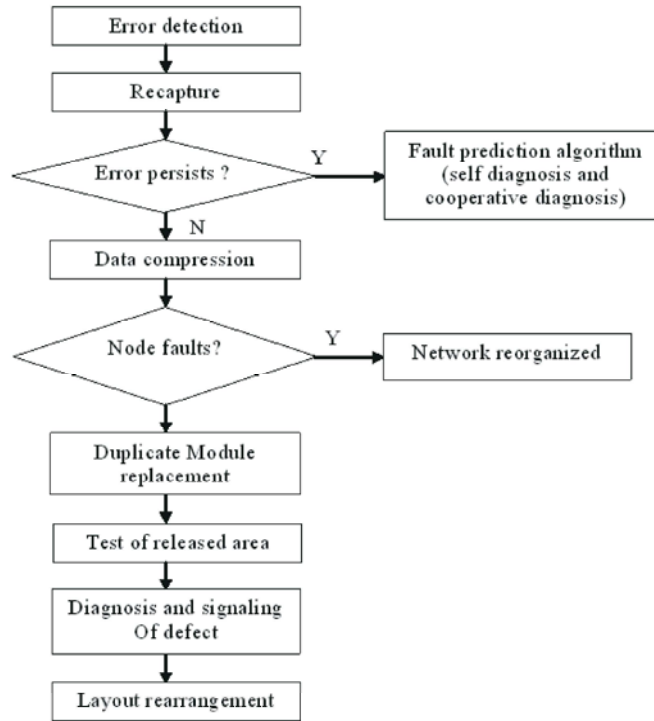 Error detection
Recapture
Error persists ?
Y
Fault prediction algorithm
(self diagnosis and
cooperative diagnosis)
N
Data compression
Node faults?
Y
Network reorganized
Duplicate Module
replacement
Test of released area
Diagnosis and signaling
Of defect
Layout rearrangement